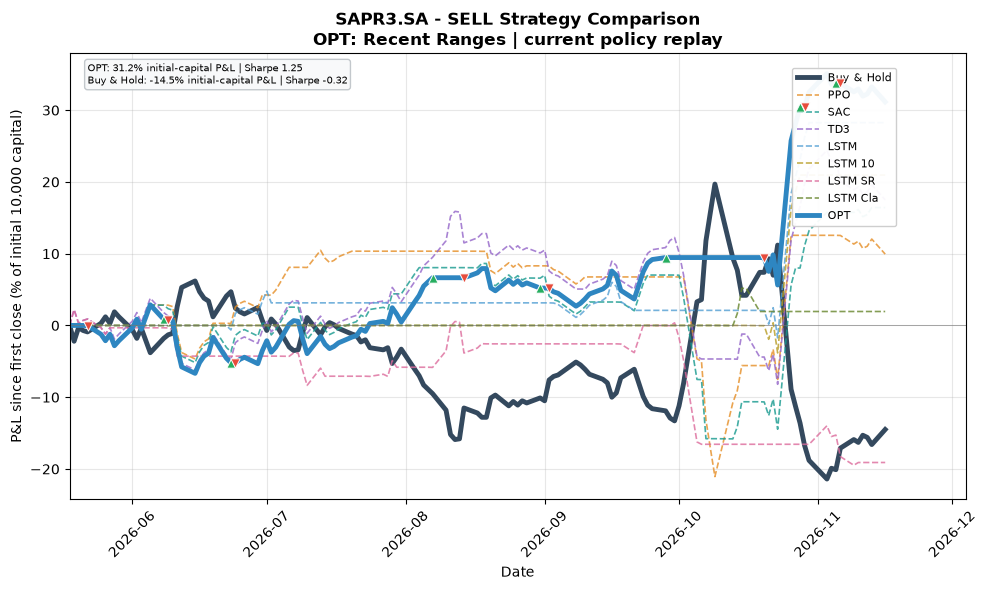 SAPR3.SA - SELL Strategy Comparison
OPT: Recent Ranges | current policy replay
OPT: 31.2% initial-capital P&L | Sharpe 1.25
Buy & Hold: -14.5% initial-capital P&L | Sharpe -0.32
Buy & Hold
PPO
SAC
TD3
LSTM
LSTM 10
LSTM SR
LSTM Cla
OPT
P&L since first close (% of initial 10,000 capital)
30
20
10
0
−10
−20
2026-06
2026-07
2026-08
2026-09
2026-10
2026-11
2026-12
Date